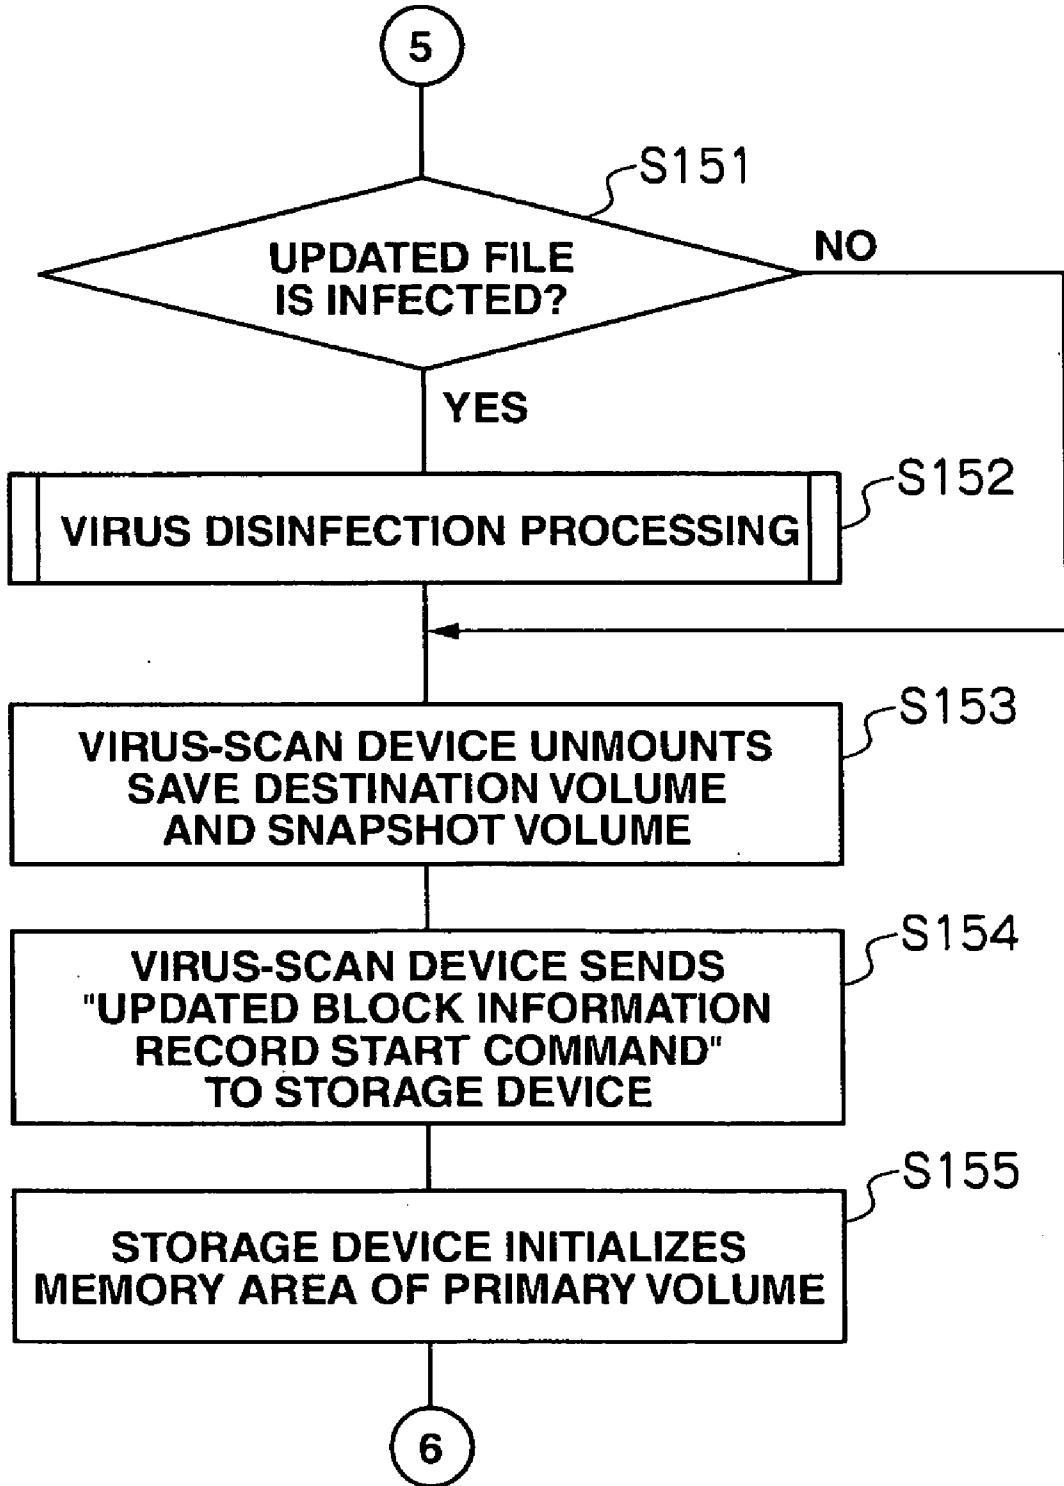 5
S151
UPDATED FILE
IS INFECTED?
NO
YES
S152
VIRUS DISINFECTION PROCESSING
S153
VIRUS-SCAN DEVICE UNMOUNTS
SAVE DESTINATION VOLUME
AND SNAPSHOT VOLUME
S154
VIRUS-SCAN DEVICE SENDS
"UPDATED BLOCK INFORMATION
RECORD START COMMAND"
TO STORAGE DEVICE
S155
STORAGE DEVICE INITIALIZES
MEMORY AREA OF PRIMARY VOLUME
6